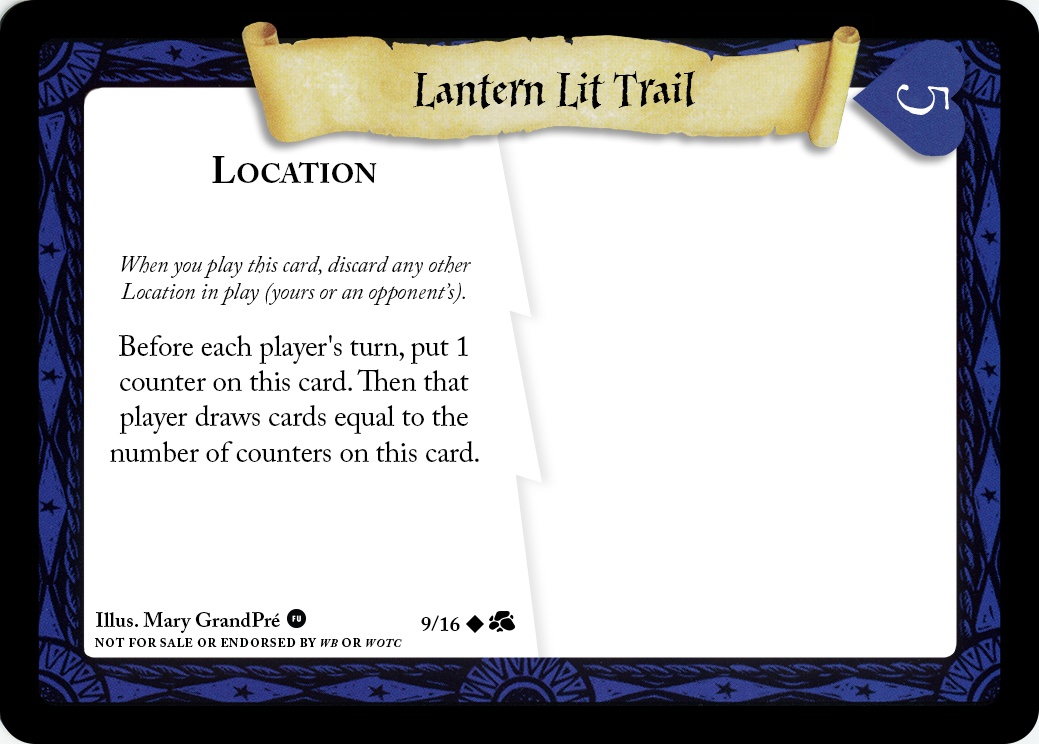 Lantern Lit Trail
5
LOCATION
When you play this card, discard any other
Location in play (yours or an opponent's).
Before each player's turn, put 1
counter on this card. Then that
player draws cards equal to the
number of counters on this card.
Illus. Mary GrandPré FU
9/16
NOT FOR SALE OR ENDORSED BY WB OR WOTC